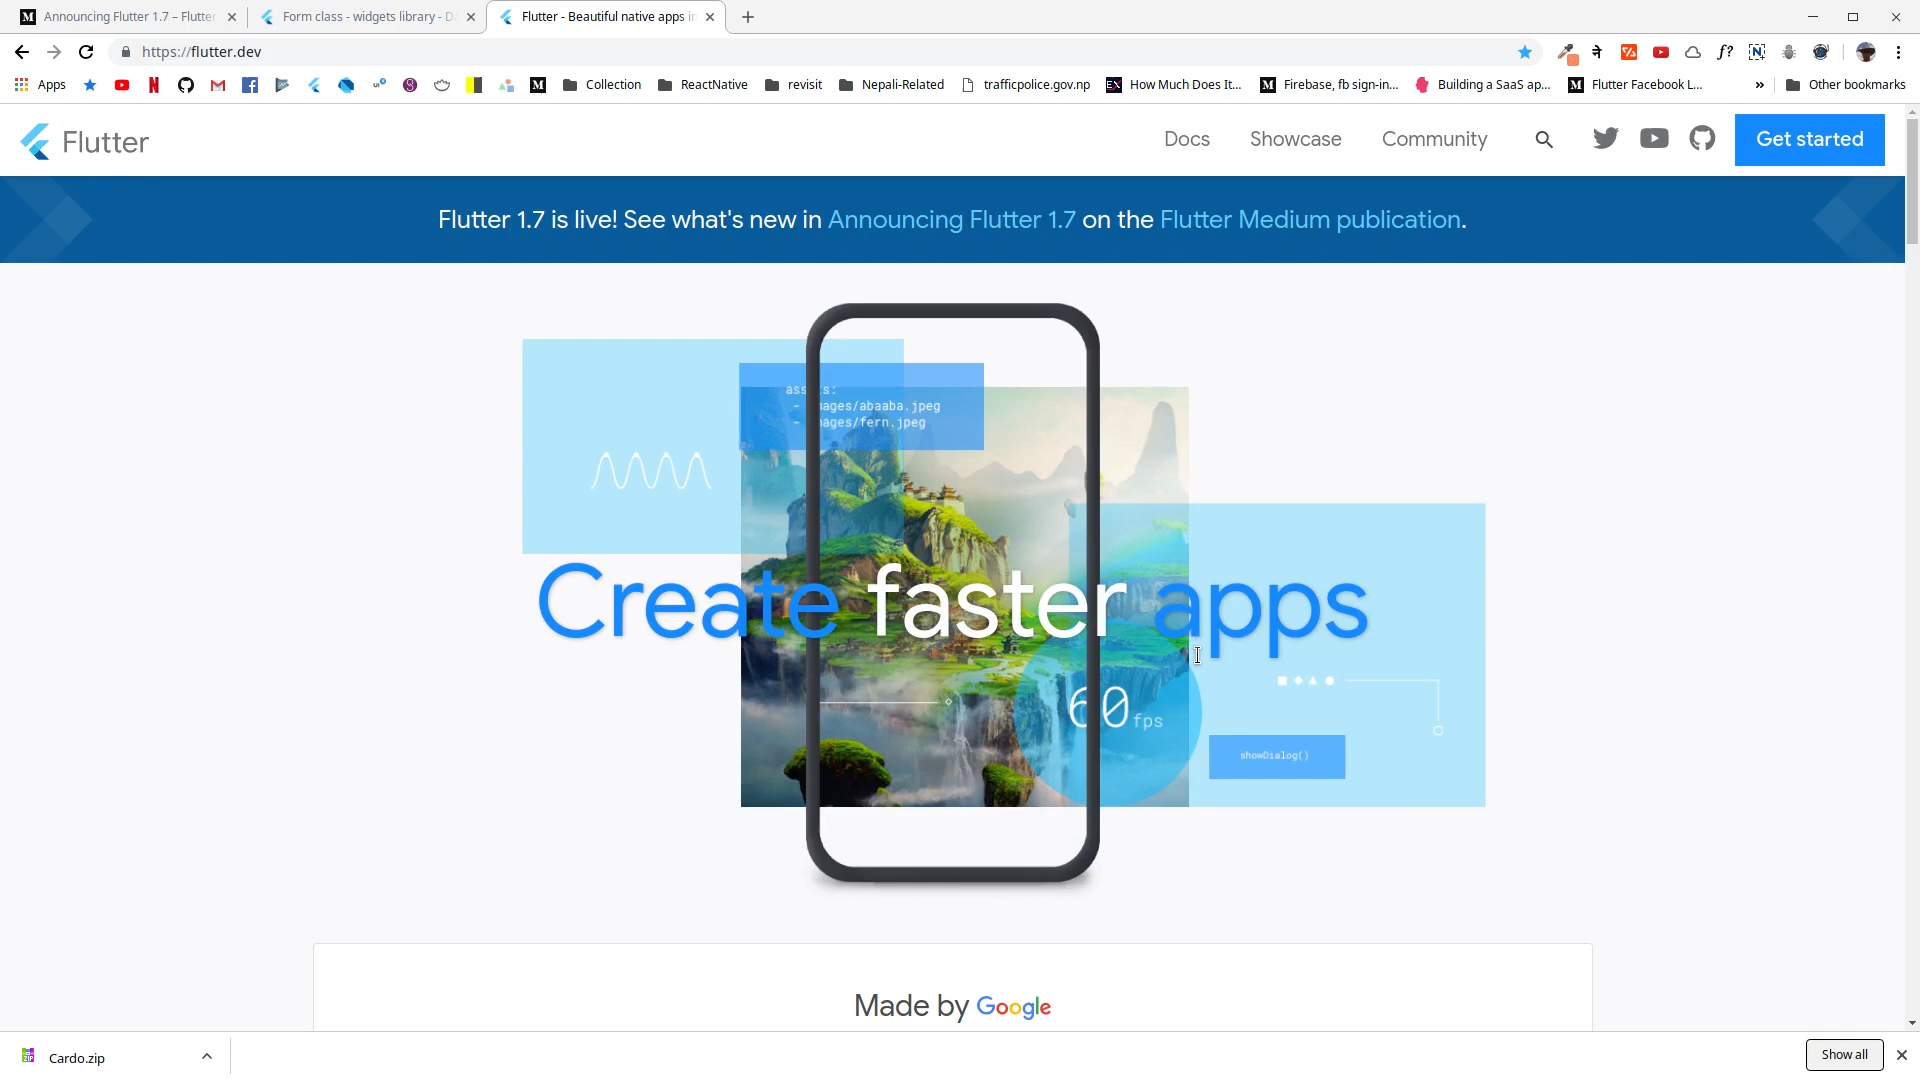 Announcing Flutter 1.7 – Flutter
Form class - widgets library - Da
Flutter - Beautiful native apps in
https://flutter.dev
Apps
Collection
ReactNative
revisit
Nepali-Related
trafficpolice.gov.np
How Much Does It...
Firebase, fb sign-in...
Building a SaaS ap...
Flutter Facebook L...
»
Other bookmarks
Flutter
Docs
Showcase
Community
Get started
Flutter 1.7 is live! See what's new in Announcing Flutter 1.7 on the Flutter Medium publication.
assets:
- images/abaaba.jpeg
- images/fern.jpeg
Create faster apps
60 fps
showDialog()
Made by Google
Cardo.zip
Show all